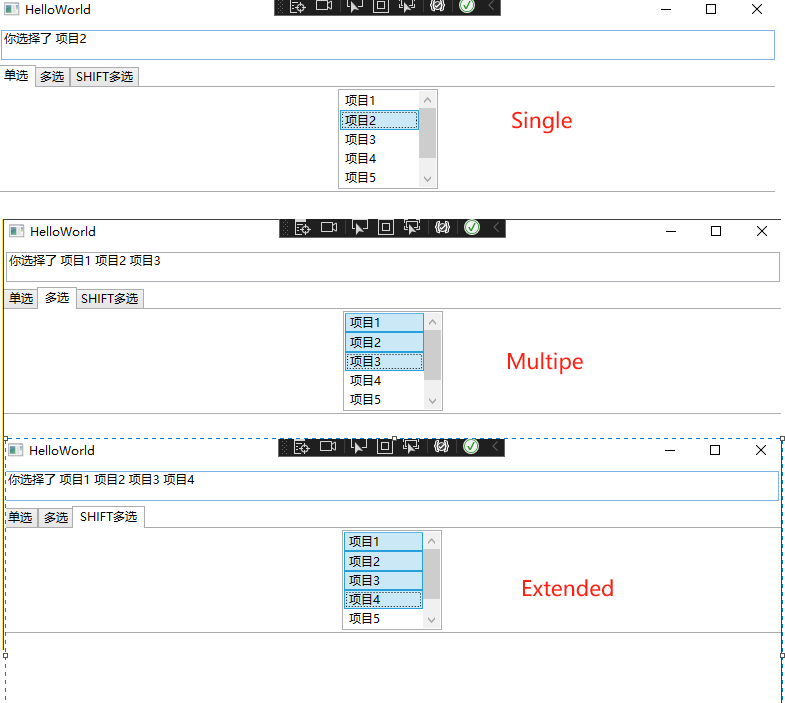 HelloWorld
你选择了 项目2
单选 多选 SHIFT多选
项目1
项目2
项目3
项目4
项目5
Single
HelloWorld
你选择了 项目1 项目2 项目3
单选 多选 SHIFT多选
项目1
项目2
项目3
项目4
项目5
Multipe
HelloWorld
你选择了 项目1 项目2 项目3 项目4
单选 多选 SHIFT多选
项目1
项目2
项目3
项目4
项目5
Extended